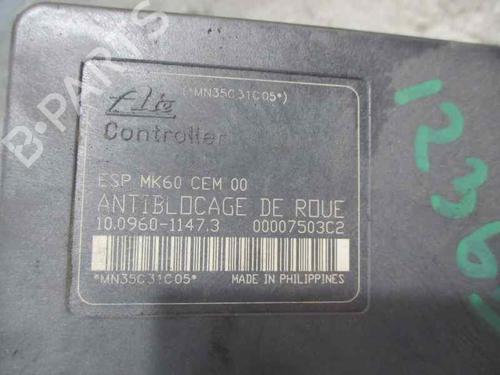 (*MN35C31C05*)
Ate
Controller
ESP MK60 CEM 00
ANTIBLOCAGE DE ROUE
10.0960-1147.3 00007503C2
*MN35C31C05* MADE IN PHILIPPINES
B-PARTS